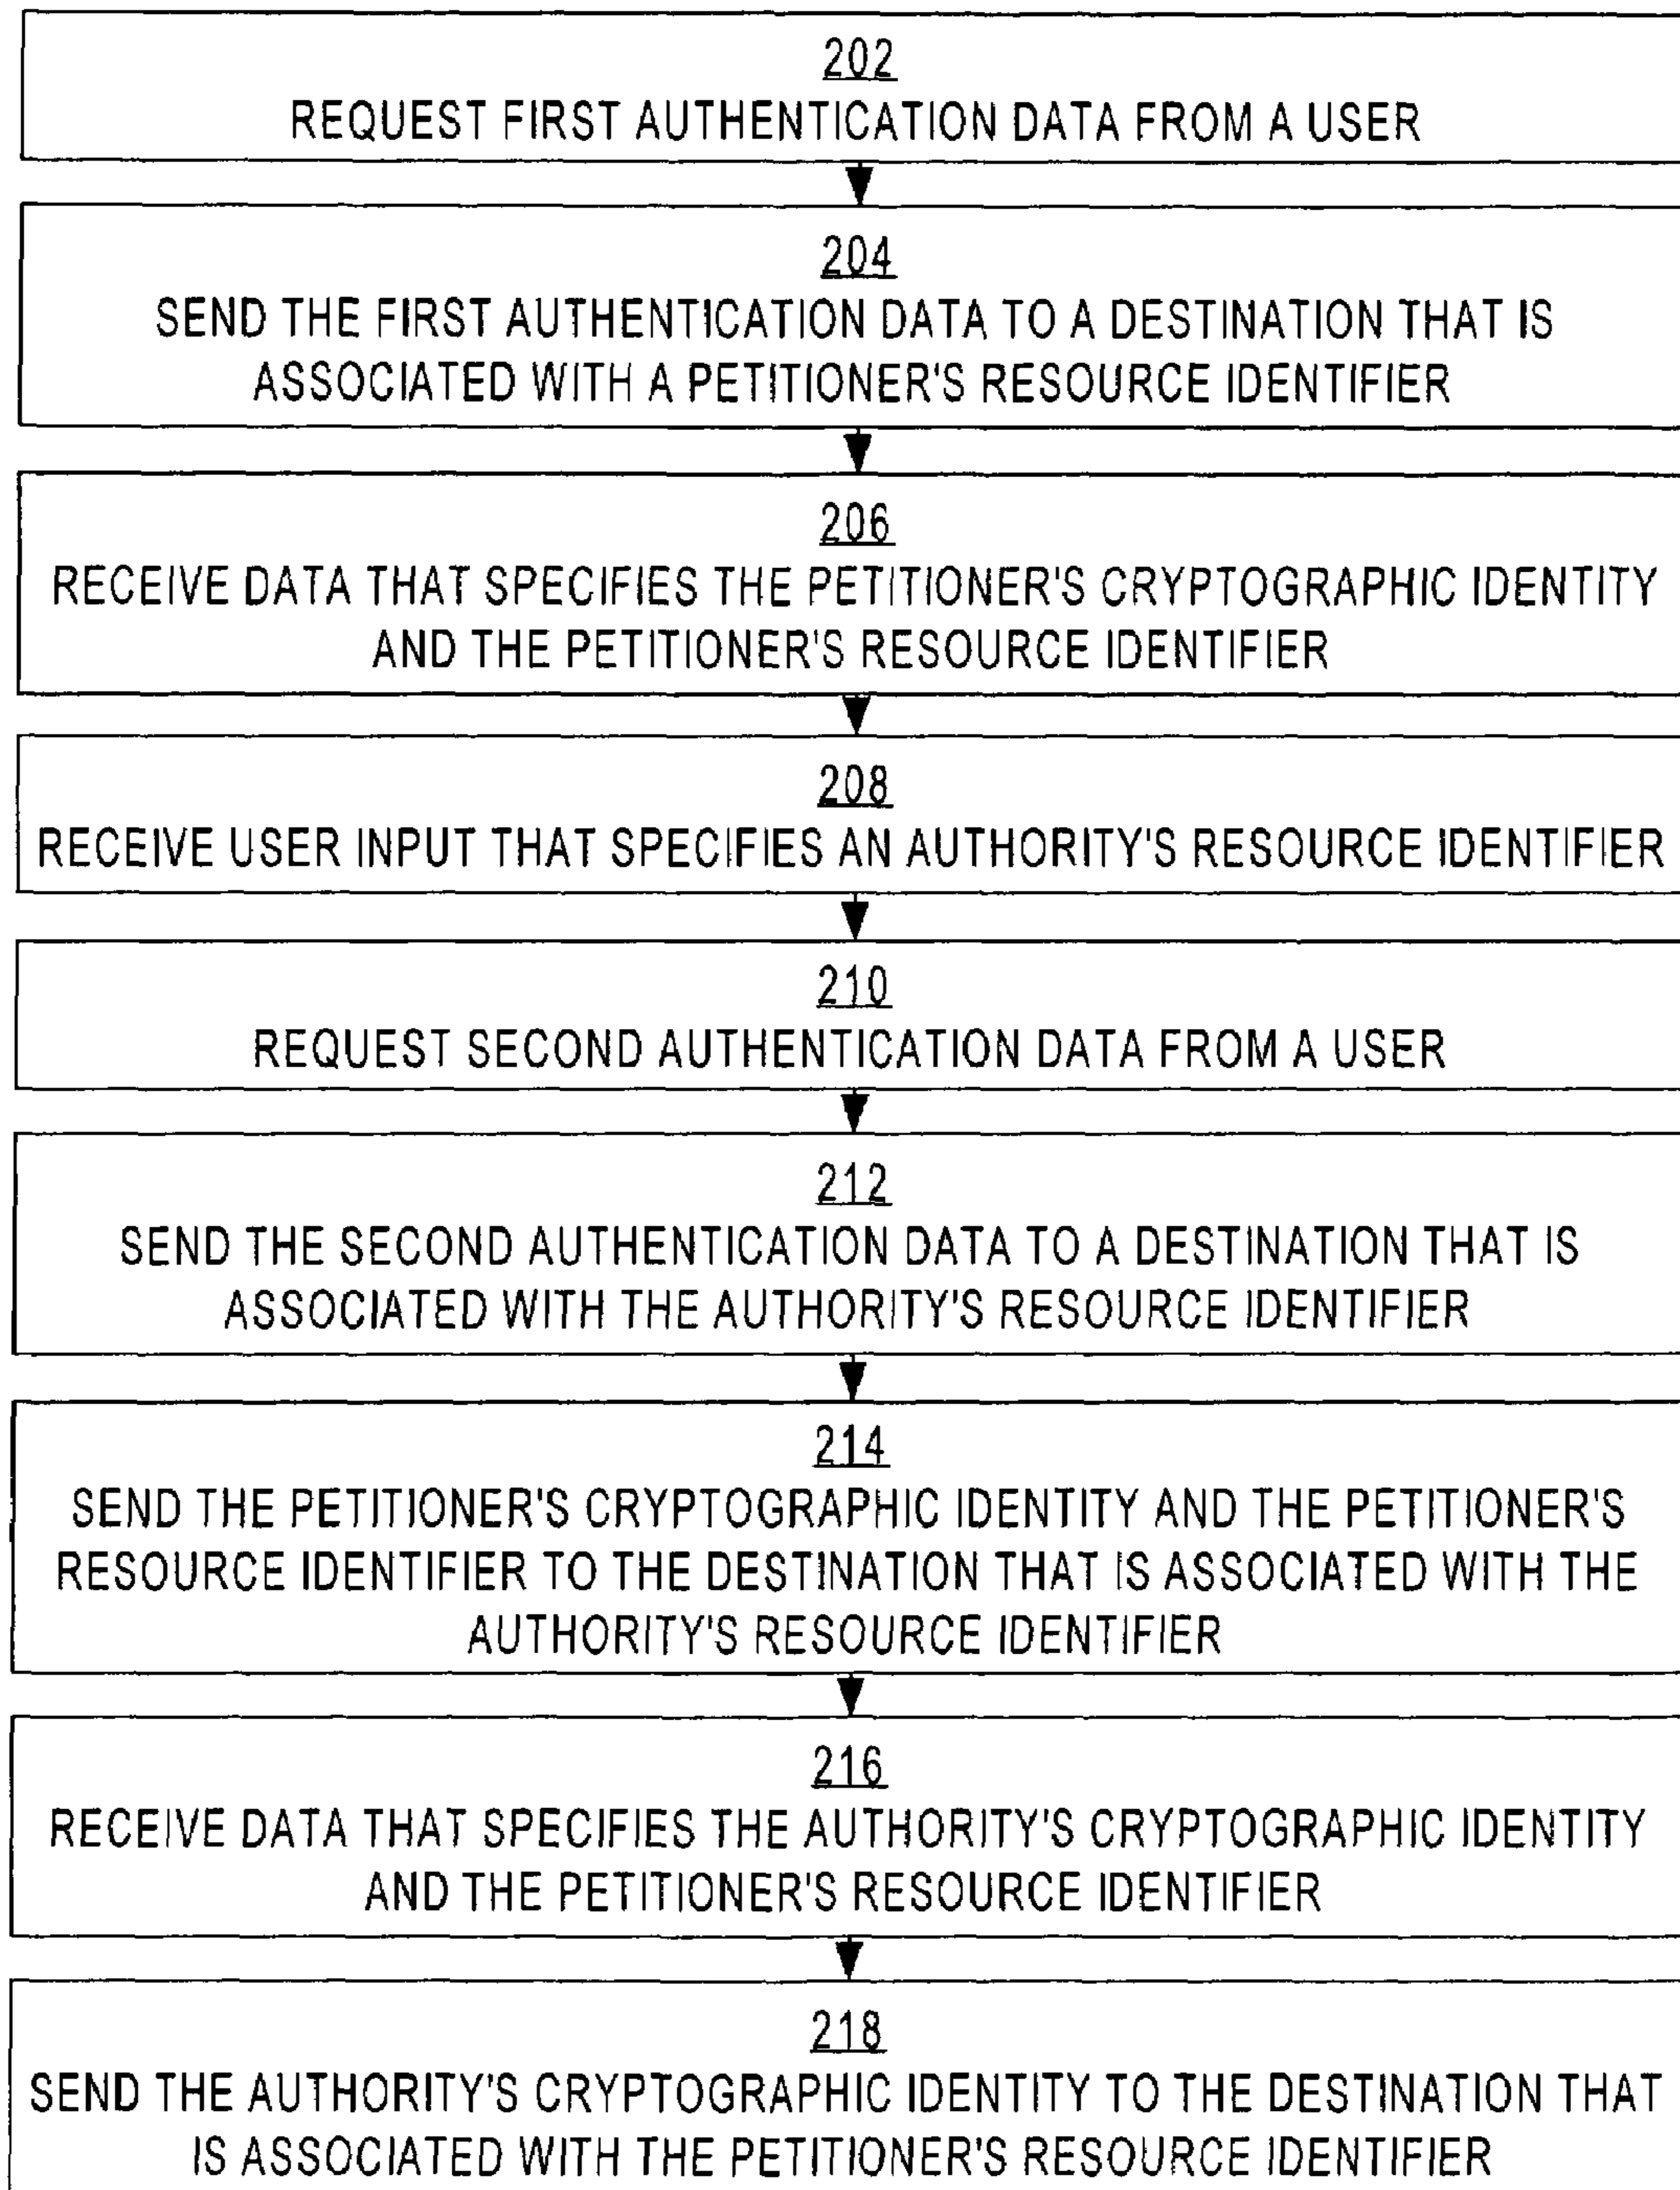 202
REQUEST FIRST AUTHENTICATION DATA FROM A USER
204
SEND THE FIRST AUTHENTICATION DATA TO A DESTINATION THAT IS
ASSOCIATED WITH A PETITIONER'S RESOURCE IDENTIFIER
206
RECEIVE DATA THAT SPECIFIES THE PETITIONER'S CRYPTOGRAPHIC IDENTITY
AND THE PETITIONER'S RESOURCE IDENTIFIER
208
RECEIVE USER INPUT THAT SPECIFIES AN AUTHORITY'S RESOURCE IDENTIFIER
210
REQUEST SECOND AUTHENTICATION DATA FROM A USER
212
SEND THE SECOND AUTHENTICATION DATA TO A DESTINATION THAT IS
ASSOCIATED WITH THE AUTHORITY'S RESOURCE IDENTIFIER
214
SEND THE PETITIONER'S CRYPTOGRAPHIC IDENTITY AND THE PETITIONER'S
RESOURCE IDENTIFIER TO THE DESTINATION THAT IS ASSOCIATED WITH THE
AUTHORITY'S RESOURCE IDENTIFIER
216
RECEIVE DATA THAT SPECIFIES THE AUTHORITY'S CRYPTOGRAPHIC IDENTITY
AND THE PETITIONER'S RESOURCE IDENTIFIER
218
SEND THE AUTHORITY'S CRYPTOGRAPHIC IDENTITY TO THE DESTINATION THAT
IS ASSOCIATED WITH THE PETITIONER'S RESOURCE IDENTIFIER